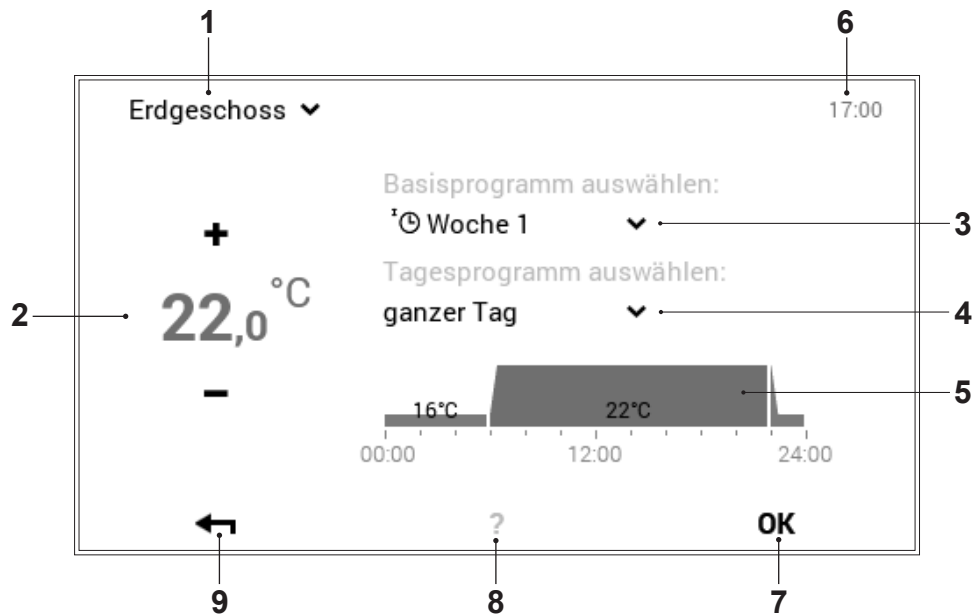 1
6
Erdgeschoss
17:00
Basisprogramm auswählen:
Woche 1
3
Tagesprogramm auswählen:
+
22,0 °C
2
ganzer Tag
4
–
16°C
22°C
5
00:00
12:00
24:00
?
OK
9
8
7